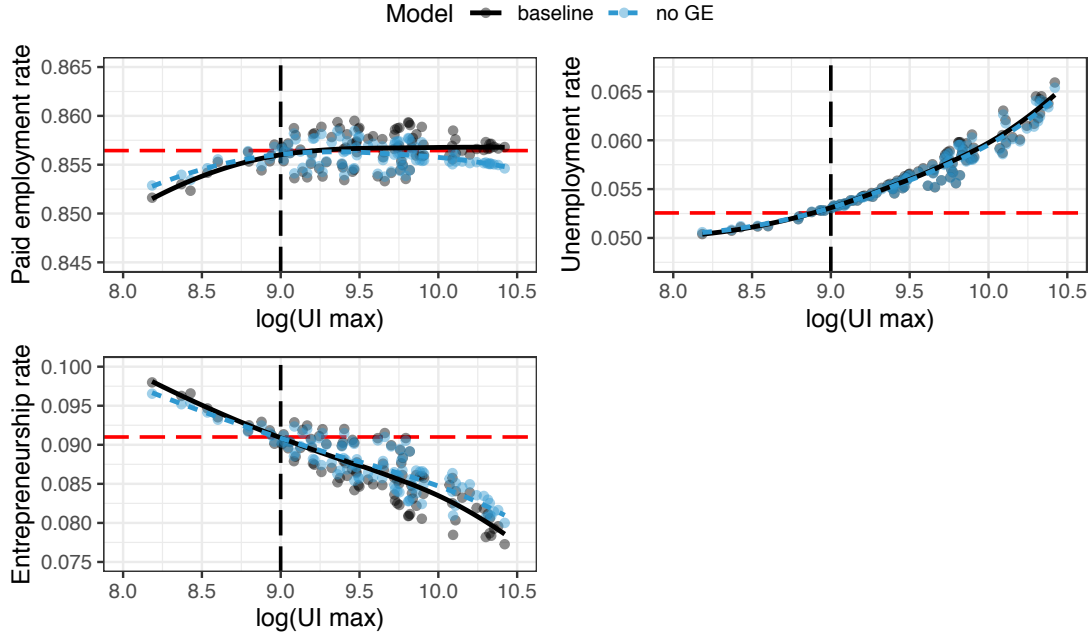 Model baseline no GE
Paid employment rate
0.865
0.860
0.855
0.850
0.845
8.0 8.5 9.0 9.5 10.0 10.5
log(UI max)
Unemployment rate
0.065
0.060
0.055
0.050
8.0 8.5 9.0 9.5 10.0 10.5
log(UI max)
Entrepreneurship rate
0.100
0.095
0.090
0.085
0.080
0.075
8.0 8.5 9.0 9.5 10.0 10.5
log(UI max)